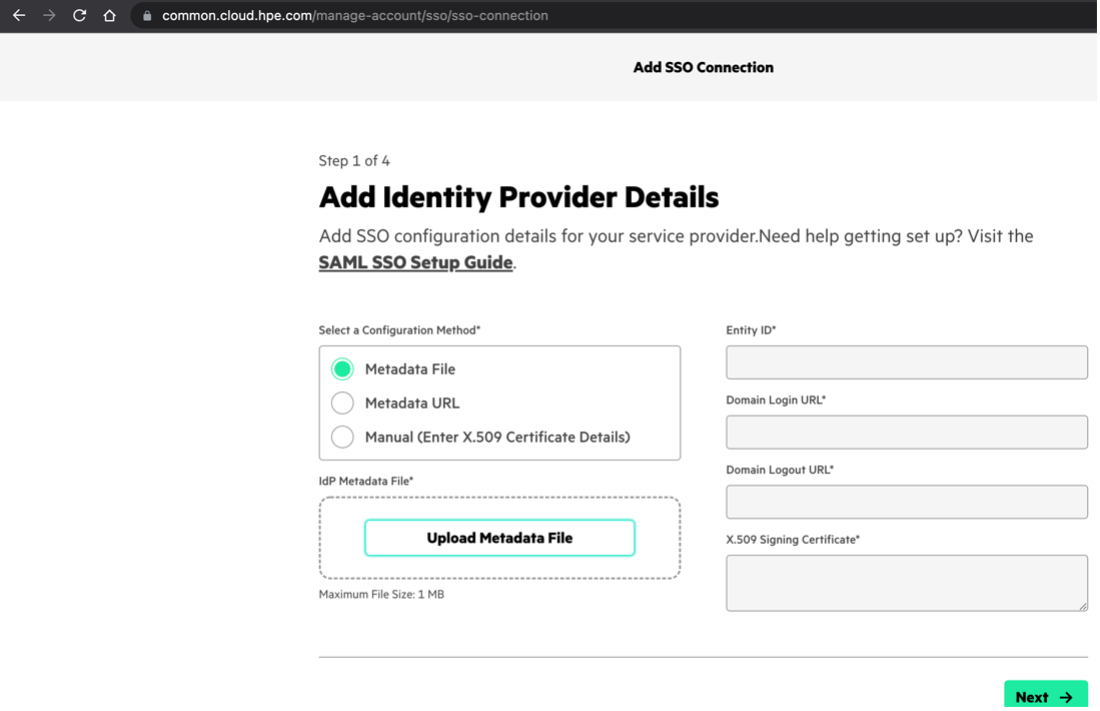 common.cloud.hpe.com/manage-account/sso/sso-connection
Add SSO Connection
Step 1 of 4
Add Identity Provider Details
Add SSO configuration details for your service provider.Need help getting set up? Visit the
SAML SSO Setup Guide.
Select a Configuration Method*
Metadata File
Metadata URL
Manual (Enter X.509 Certificate Details)
IdP Metadata File*
Upload Metadata File
Maximum File Size: 1 MB
Entity ID*
Domain Login URL*
Domain Logout URL*
X.509 Signing Certificate*
Next →